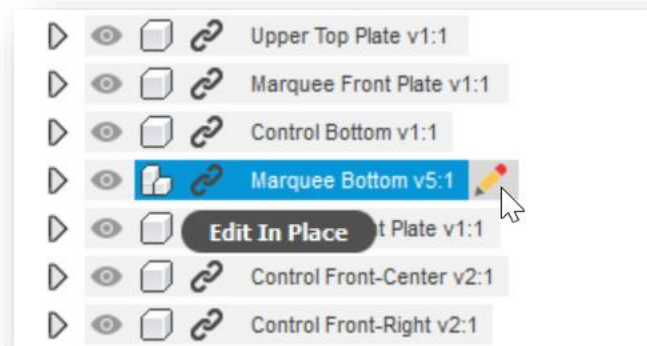 Upper Top Plate v1:1
Marquee Front Plate v1:1
Control Bottom v1:1
Marquee Bottom v5:1
Edit In Place t Plate v1:1
Control Front-Center v2:1
Control Front-Right v2:1